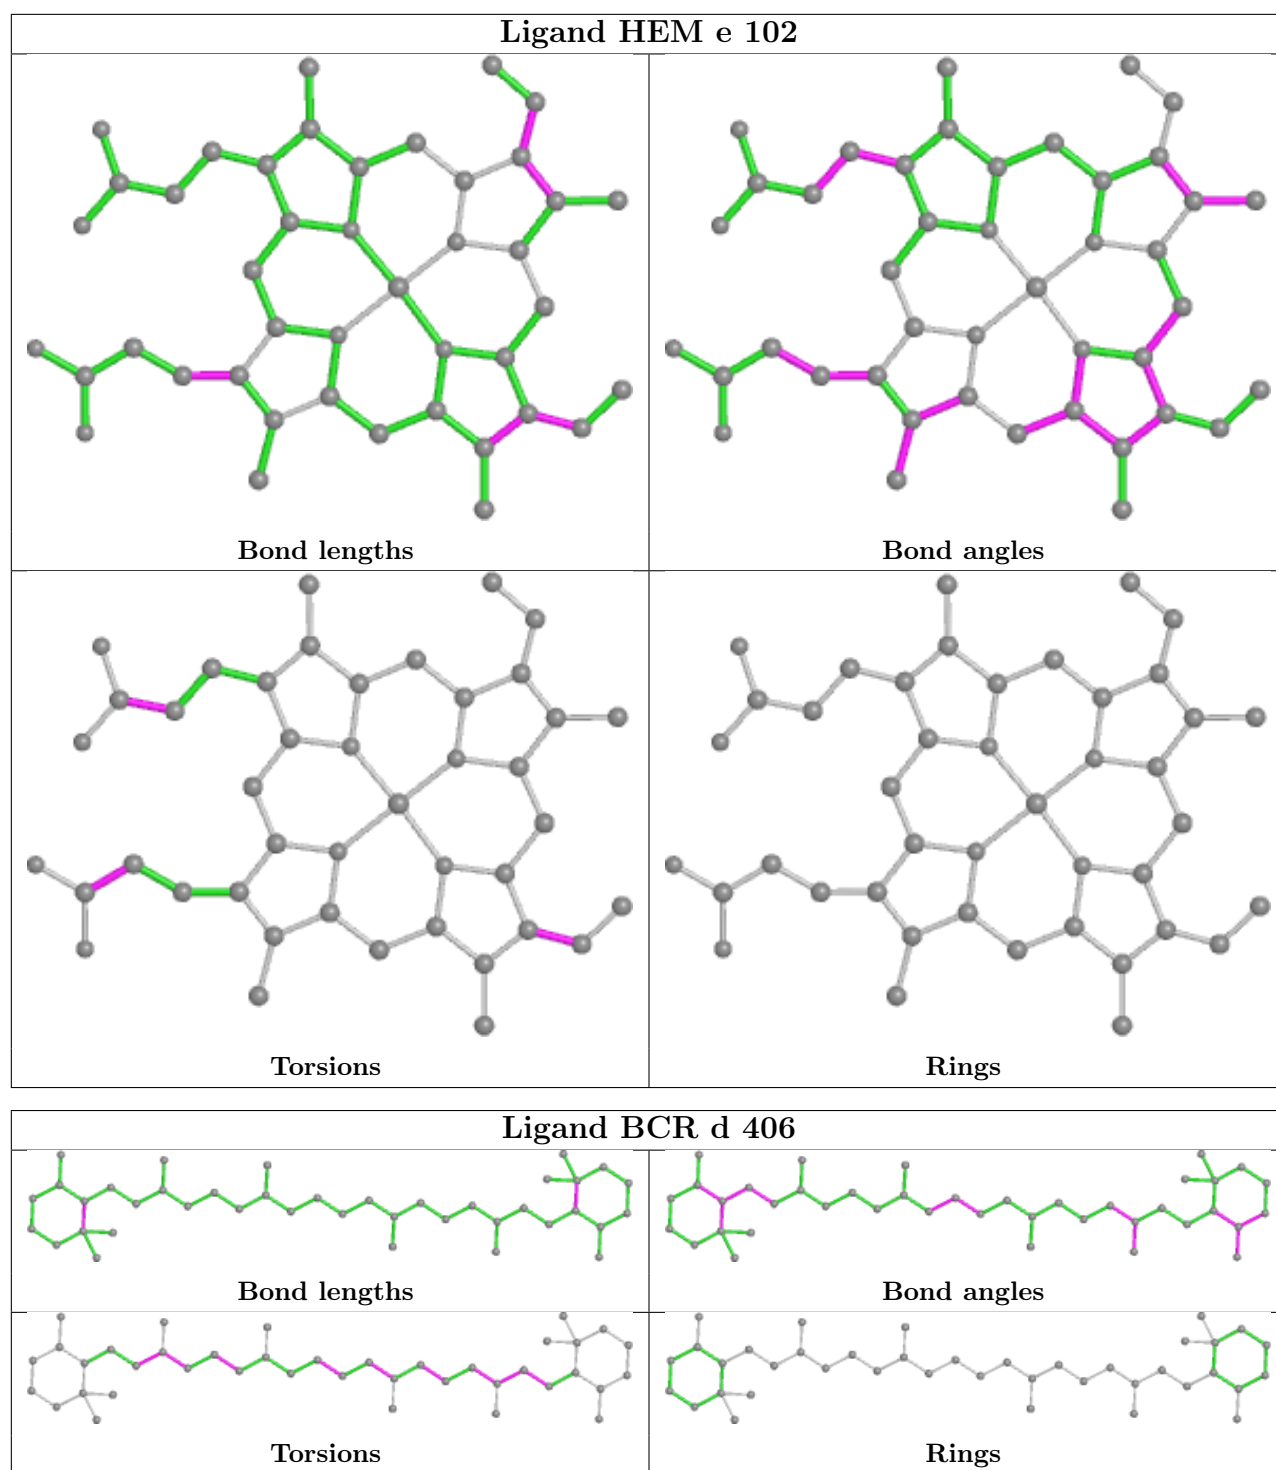 Ligand HEM e 102
Bond lengths
Bond angles
Torsions
Rings
Ligand BCR d 406
Bond lengths
Bond angles
Torsions
Rings